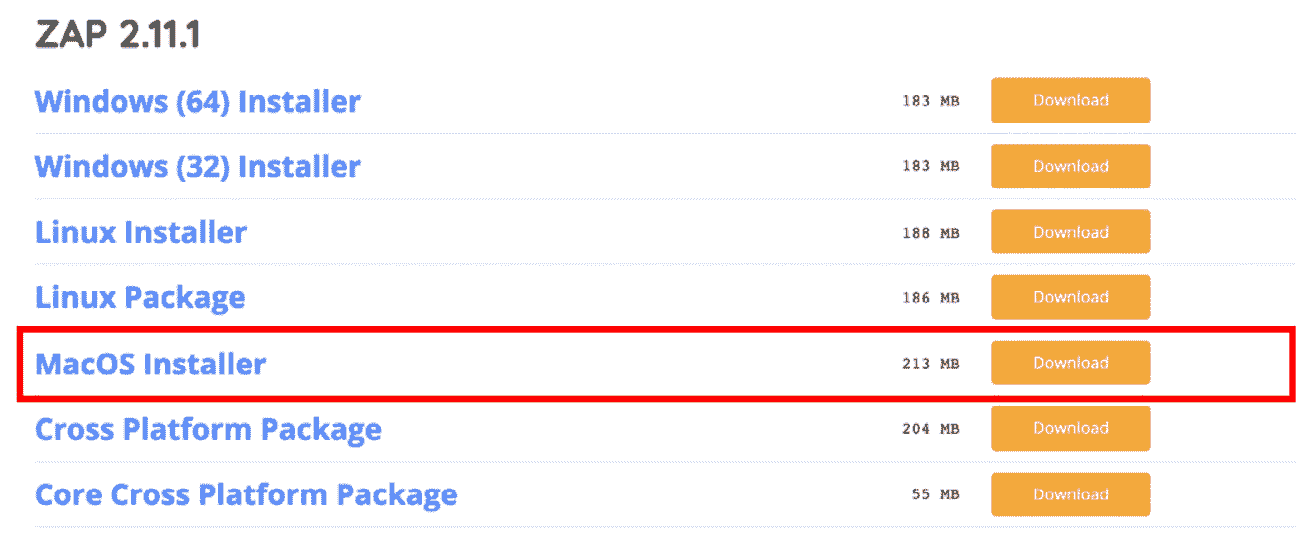 ZAP 2.11.1
Windows (64) Installer 183 MB Download
Windows (32) Installer 183 MB Download
Linux Installer 188 MB Download
Linux Package 186 MB Download
MacOS Installer 213 MB Download
Cross Platform Package 204 MB Download
Core Cross Platform Package 55 MB Download